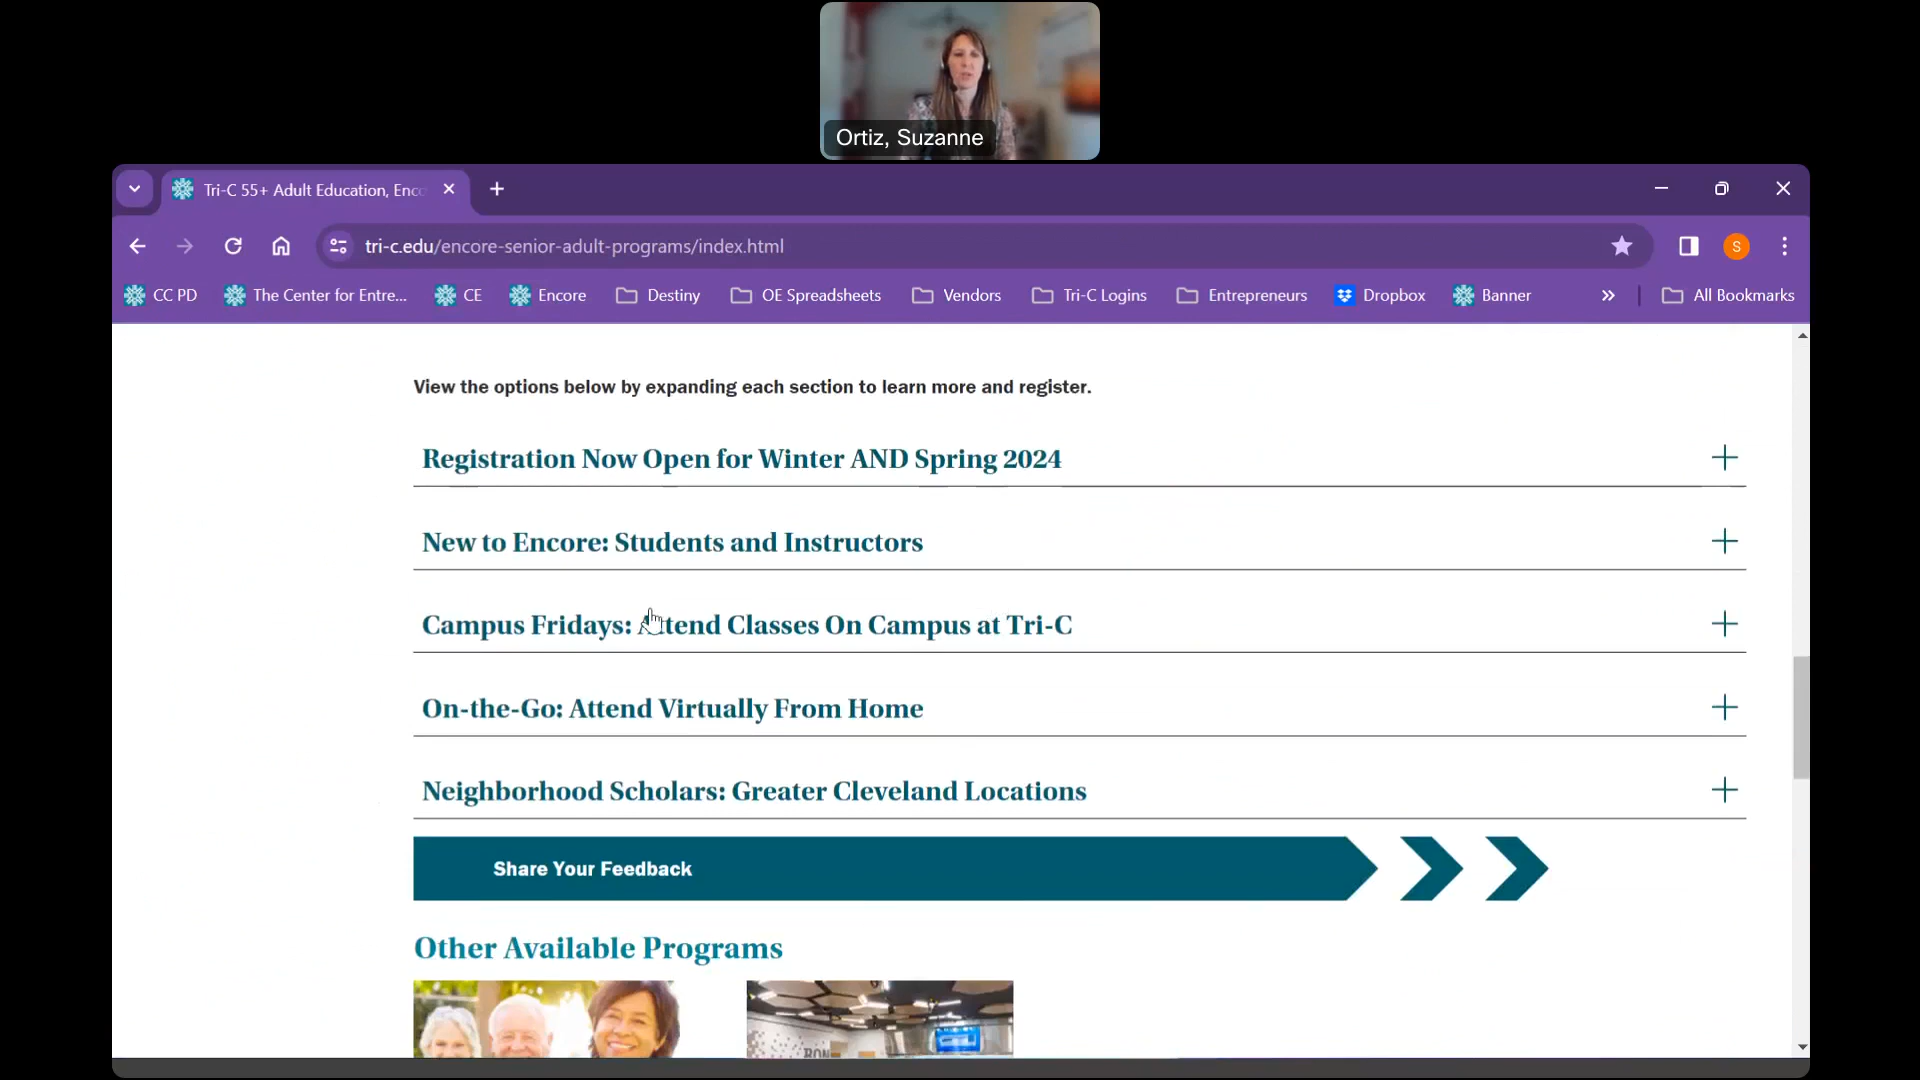 Ortiz, Suzanne
Tri-C 55+ Adult Education, Enco
tri-c.edu/encore-senior-adult-programs/index.html
S
CC PD
The Center for Entre...
CE
Encore
Destiny
OE Spreadsheets
Vendors
Tri-C Logins
Entrepreneurs
Dropbox
Banner
All Bookmarks
View the options below by expanding each section to learn more and register.
Registration Now Open for Winter AND Spring 2024
New to Encore: Students and Instructors
Campus Fridays: Attend Classes On Campus at Tri-C
On-the-Go: Attend Virtually From Home
Neighborhood Scholars: Greater Cleveland Locations
Share Your Feedback
Other Available Programs